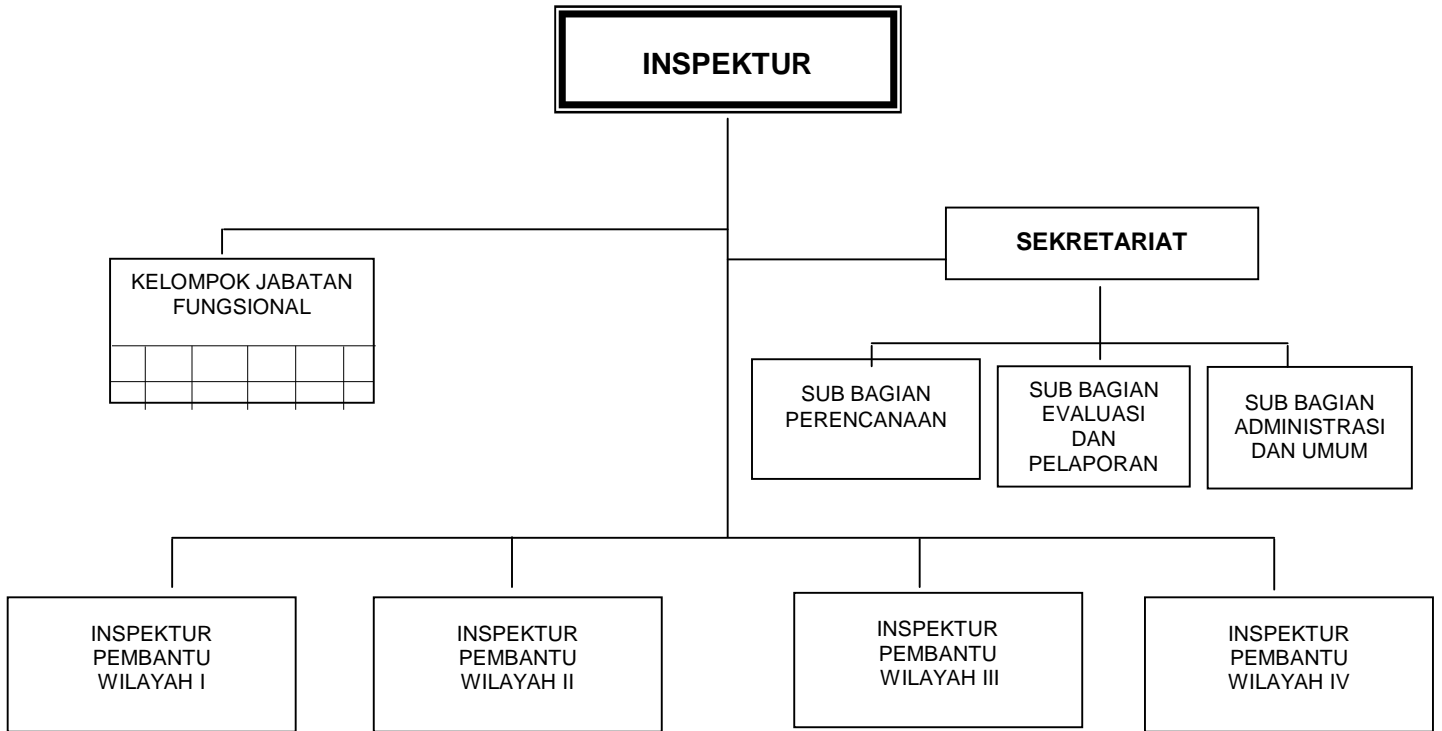 INSPEKTUR
SEKRETARIAT
KELOMPOK JABATAN
FUNGSIONAL
SUB BAGIAN
PERENCANAAN
SUB BAGIAN
EVALUASI
DAN
PELAPORAN
SUB BAGIAN
ADMINISTRASI
DAN UMUM
INSPEKTUR
PEMBANTU
WILAYAH I
INSPEKTUR
PEMBANTU
WILAYAH II
INSPEKTUR
PEMBANTU
WILAYAH III
INSPEKTUR
PEMBANTU
WILAYAH IV